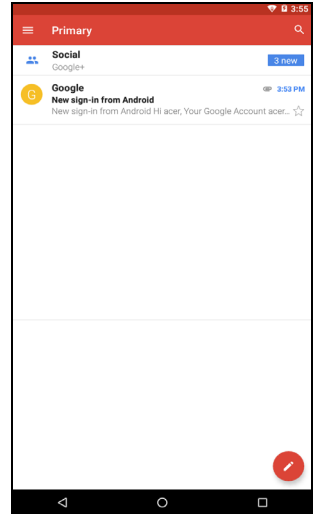 3:55
Primary
Social
Google+
3 new
G
Google
3:53 PM
New sign-in from Android
New sign-in from Android Hi acer, Your Google Account acer...